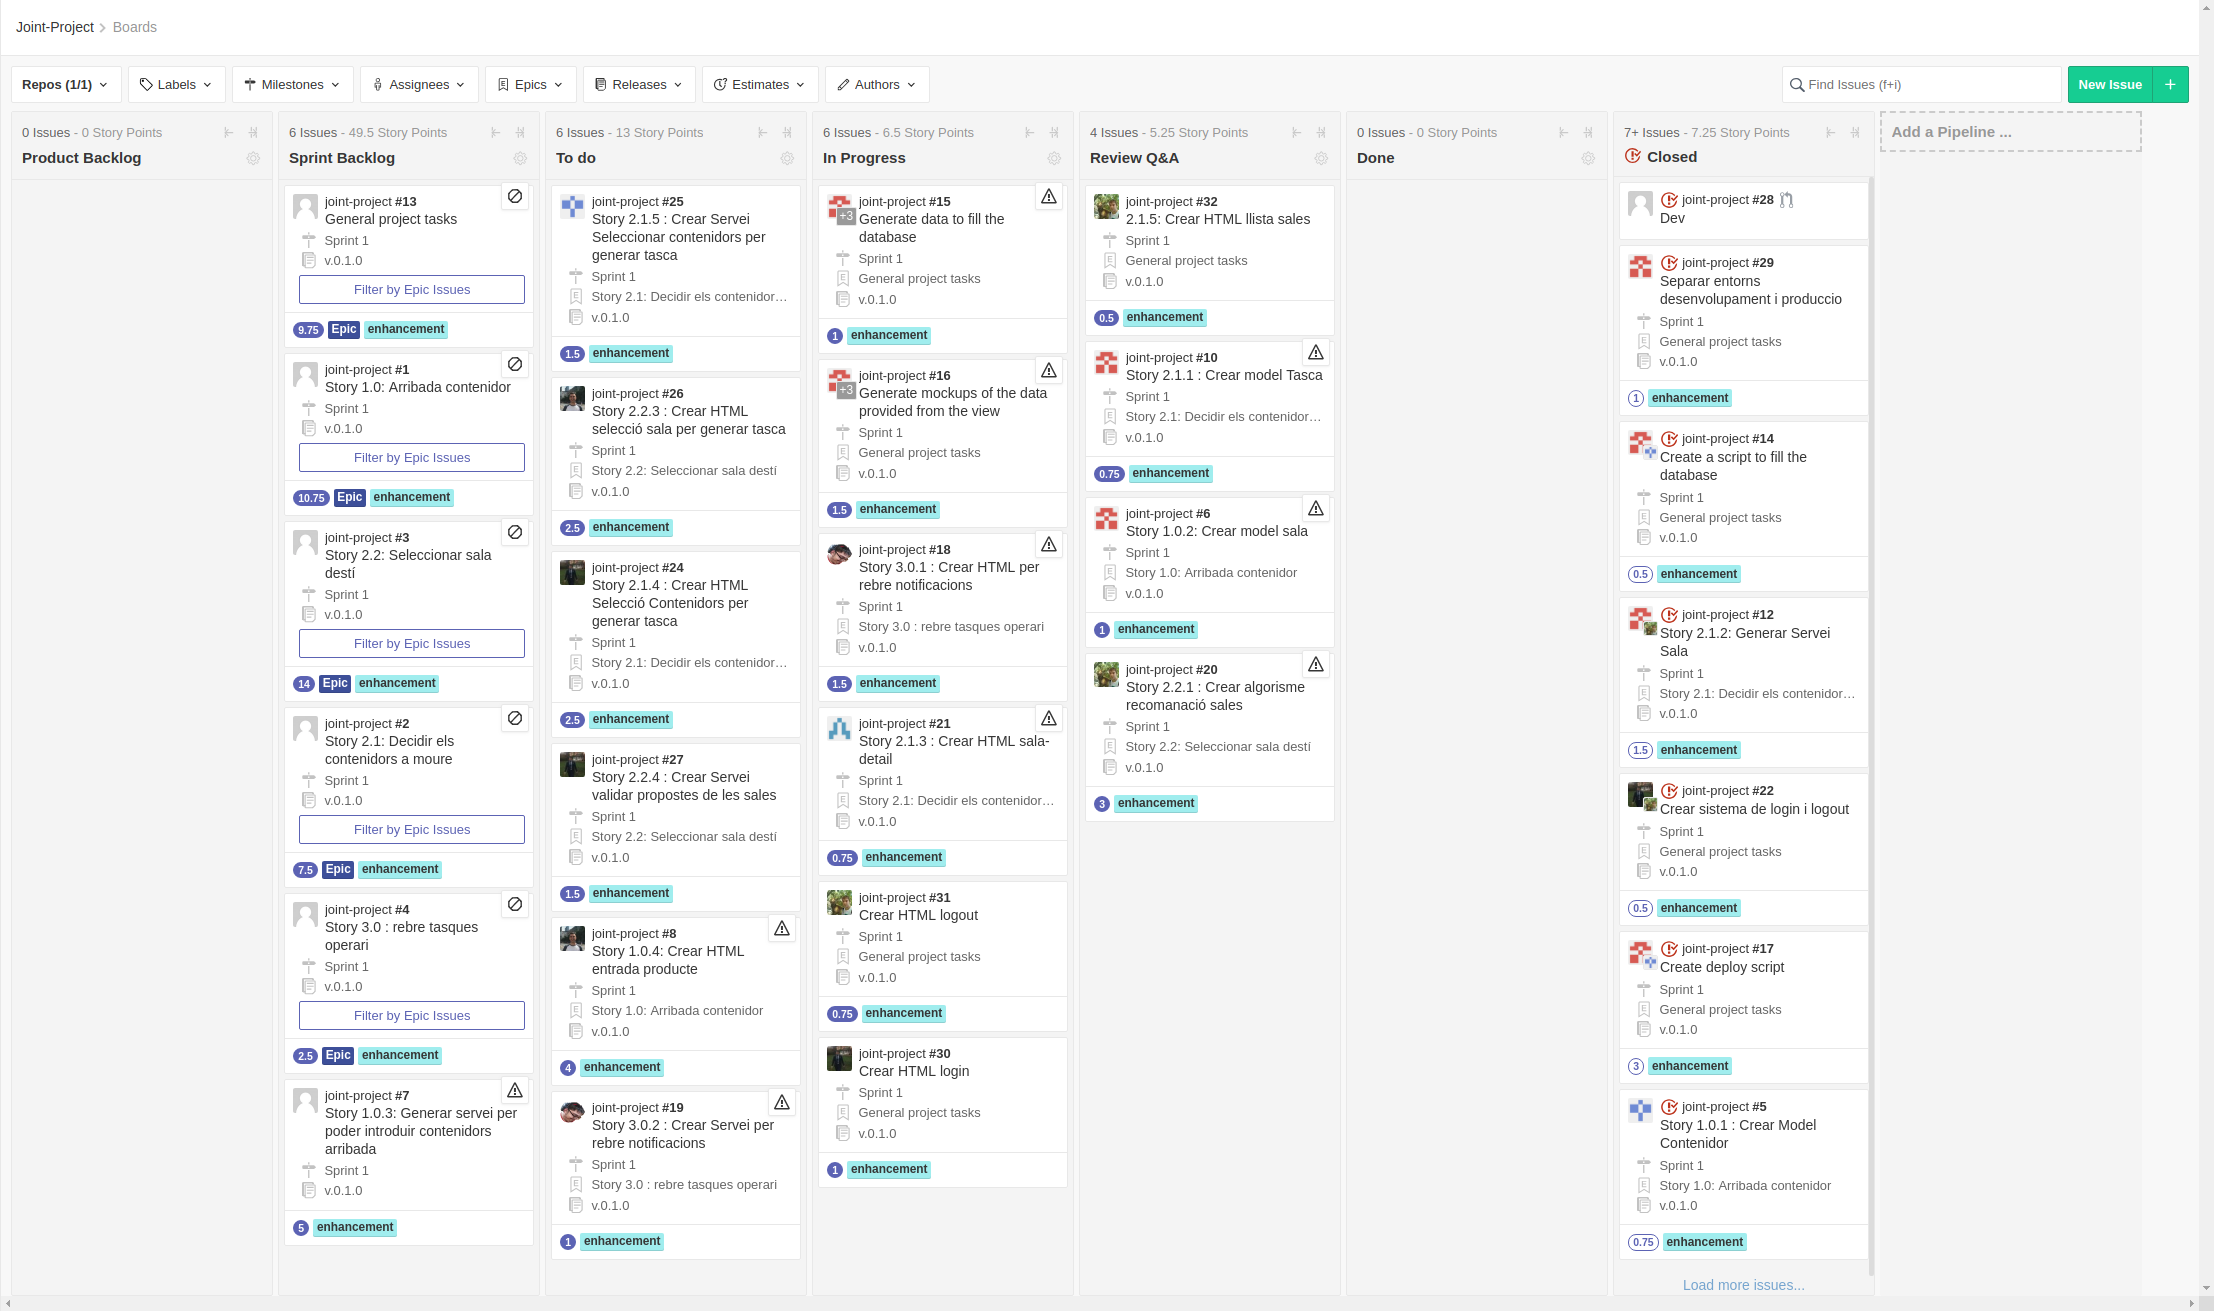 Joint-Project
Boards
Repos (1/1)
Labels
Milestones
Assignees
Epics
Releases
Estimates
Authors
Find Issues (f+i)
New Issue
+
0 Issues - 0 Story Points
Product Backlog
6 Issues - 49.5 Story Points
Sprint Backlog
joint-project #13
General project tasks
Sprint 1
v.0.1.0
Filter by Epic Issues
9.75 Epic enhancement
joint-project #1
Story 1.0: Arribada contenidor
Sprint 1
v.0.1.0
Filter by Epic Issues
10.75 Epic enhancement
joint-project #3
Story 2.2: Seleccionar sala
destí
Sprint 1
v.0.1.0
Filter by Epic Issues
14 Epic enhancement
joint-project #2
Story 2.1: Decidir els
contenidors a moure
Sprint 1
v.0.1.0
Filter by Epic Issues
7.5 Epic enhancement
joint-project #4
Story 3.0 : rebre tasques
operari
Sprint 1
v.0.1.0
Filter by Epic Issues
2.5 Epic enhancement
joint-project #7
Story 1.0.3: Generar servei per
poder introduir contenidors
arribada
Sprint 1
v.0.1.0
5 enhancement
6 Issues - 13 Story Points
To do
joint-project #25
Story 2.1.5 : Crear Servei
Seleccionar contenidors per
generar tasca
Sprint 1
Story 2.1: Decidir els contenidor…
v.0.1.0
1.5 enhancement
joint-project #26
Story 2.2.3 : Crear HTML
selecció sala per generar tasca
Sprint 1
Story 2.2: Seleccionar sala destí
v.0.1.0
2.5 enhancement
joint-project #24
Story 2.1.4 : Crear HTML
Selecció Contenidors per
generar tasca
Sprint 1
Story 2.1: Decidir els contenidor…
v.0.1.0
2.5 enhancement
joint-project #27
Story 2.2.4 : Crear Servei
validar propostes de les sales
Sprint 1
Story 2.2: Seleccionar sala destí
v.0.1.0
1.5 enhancement
joint-project #8
Story 1.0.4: Crear HTML
entrada producte
Sprint 1
Story 1.0: Arribada contenidor
v.0.1.0
4 enhancement
joint-project #19
Story 3.0.2 : Crear Servei per
rebre notificacions
Sprint 1
Story 3.0 : rebre tasques operari
v.0.1.0
1 enhancement
6 Issues - 6.5 Story Points
In Progress
joint-project #15
+3
Generate data to fill the
database
Sprint 1
General project tasks
v.0.1.0
1 enhancement
joint-project #16
+3
Generate mockups of the data
provided from the view
Sprint 1
General project tasks
v.0.1.0
1.5 enhancement
joint-project #18
Story 3.0.1 : Crear HTML per
rebre notificacions
Sprint 1
Story 3.0 : rebre tasques operari
v.0.1.0
1.5 enhancement
joint-project #21
Story 2.1.3 : Crear HTML sala-
detail
Sprint 1
Story 2.1: Decidir els contenidor…
v.0.1.0
0.75 enhancement
joint-project #31
Crear HTML logout
Sprint 1
General project tasks
v.0.1.0
0.75 enhancement
joint-project #30
Crear HTML login
Sprint 1
General project tasks
v.0.1.0
1 enhancement
4 Issues - 5.25 Story Points
Review Q&A
joint-project #32
2.1.5: Crear HTML llista sales
Sprint 1
General project tasks
v.0.1.0
0.5 enhancement
joint-project #10
Story 2.1.1 : Crear model Tasca
Sprint 1
Story 2.1: Decidir els contenidor…
v.0.1.0
0.75 enhancement
joint-project #6
Story 1.0.2: Crear model sala
Sprint 1
Story 1.0: Arribada contenidor
v.0.1.0
1 enhancement
joint-project #20
Story 2.2.1 : Crear algorisme
recomanació sales
Sprint 1
Story 2.2: Seleccionar sala destí
v.0.1.0
3 enhancement
0 Issues - 0 Story Points
Done
7+ Issues - 7.25 Story Points
Closed
joint-project #28
Dev
joint-project #29
Separar entorns
desenvolupament i produccio
Sprint 1
General project tasks
v.0.1.0
1 enhancement
joint-project #14
Create a script to fill the
database
Sprint 1
General project tasks
v.0.1.0
0.5 enhancement
joint-project #12
Story 2.1.2: Generar Servei
Sala
Sprint 1
Story 2.1: Decidir els contenidor…
v.0.1.0
1.5 enhancement
joint-project #22
Crear sistema de login i logout
Sprint 1
General project tasks
v.0.1.0
0.5 enhancement
joint-project #17
Create deploy script
Sprint 1
General project tasks
v.0.1.0
3 enhancement
joint-project #5
Story 1.0.1 : Crear Model
Contenidor
Sprint 1
Story 1.0: Arribada contenidor
v.0.1.0
0.75 enhancement
Load more issues...
Add a Pipeline ...